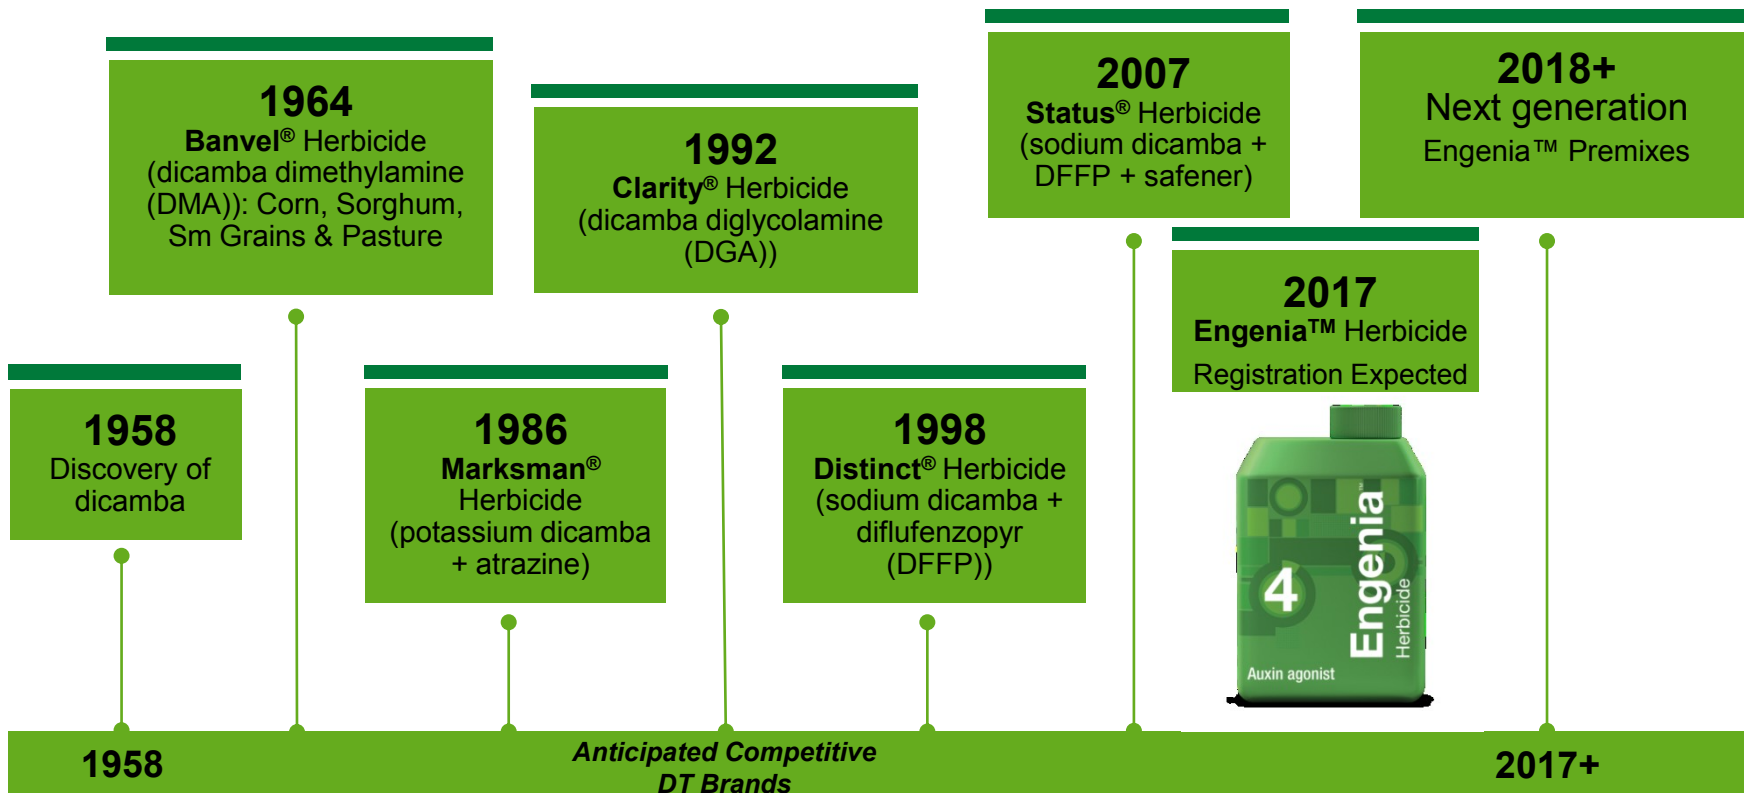 1958
Discovery of
dicamba
1964
Banvel® Herbicide
(dicamba dimethylamine
(DMA)): Corn, Sorghum,
Sm Grains & Pasture
1986
Marksman®
Herbicide
(potassium dicamba
+ atrazine)
1992
Clarity® Herbicide
(dicamba diglycolamine
(DGA))
1998
Distinct® Herbicide
(sodium dicamba +
diflufenzopyr
(DFFP))
2007
Status® Herbicide
(sodium dicamba +
DFFP + safener)
2017
Engenia™ Herbicide
Registration Expected
4
Engenia™
Herbicide
Auxin agonist
2018+
Next generation
Engenia™ Premixes
1958
Anticipated Competitive
DT Brands
2017+